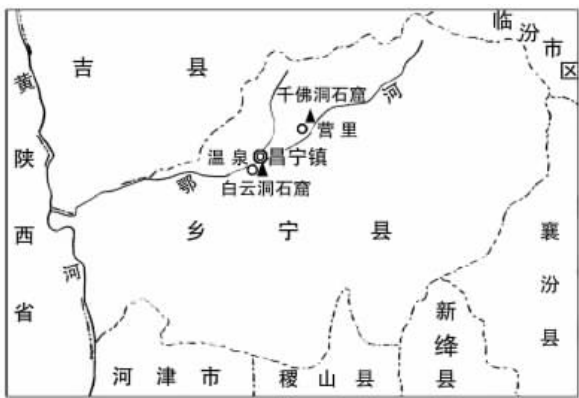 临汾市区
吉县
黄河
千佛洞石窟
河
营里
陕西省
温泉
昌宁镇
鄂
白云洞石窟
乡宁县
襄汾县
新绛县
河津市
稷山县